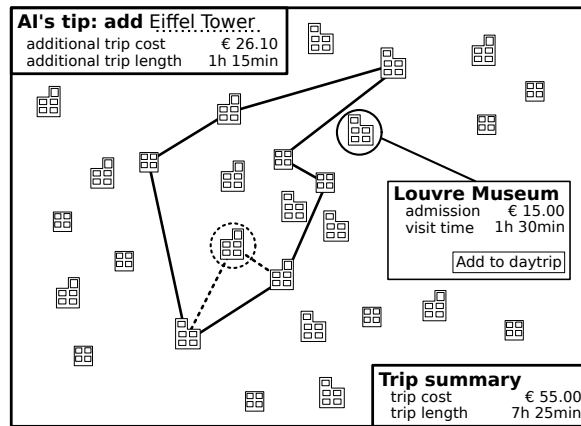 AI's tip: add Eiffel Tower
additional trip cost € 26.10
additional trip length 1h 15min
Louvre Museum
admission € 15.00
visit time 1h 30min
Add to daytrip
Trip summary
trip cost € 55.00
trip length 7h 25min